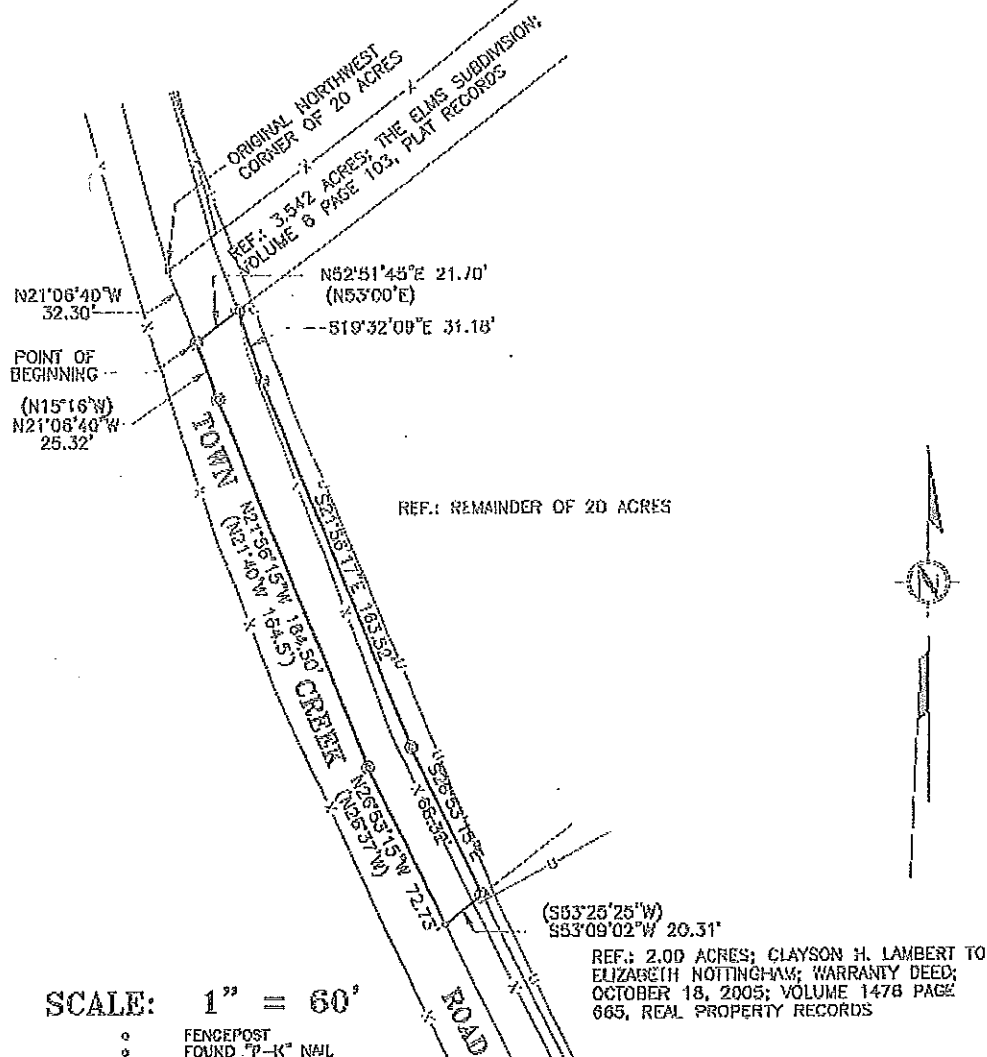 ORIGINAL NORTHWEST
CORNER OF 20 ACRES
REF.: 3.542 ACRES; THE ELMS SUBDIVISION;
VOLUME 6 PAGE 103, PLAT RECORDS
N21°06'40"W
32.30'
N52°51'45"E 21.70'
(N53°00'E)
S19°32'09"E 31.18'
POINT OF
BEGINNING
(N15°16'W)
N21°06'40"W
25.32'
TOWN CREEK ROAD
REF.: REMAINDER OF 20 ACRES
N21°56'15"W 164.50'
(N21°40'W 164.5')
S21°56'17"E 163.52'
N
N26°53'15"W 72.73'
(N26°37'W)
S26°53'15"E
68.32'
(S53°25'25"W)
S53°09'02"W 20.31'
REF.: 2.00 ACRES; CLAYSON H. LAMBERT TO
ELIZABETH NOTTINGHAM; WARRANTY DEED;
OCTOBER 18, 2005; VOLUME 1476 PAGE
665, REAL PROPERTY RECORDS
SCALE: 1" = 60'
FENCEPOST
FOUND "P-K" NAIL